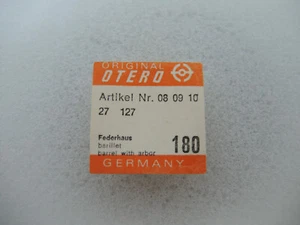 ORIGINAL
OTERO
Artikel Nr. 08 09 10
27 127
Federhaus
barillet
barrel with arbor
180
GERMANY